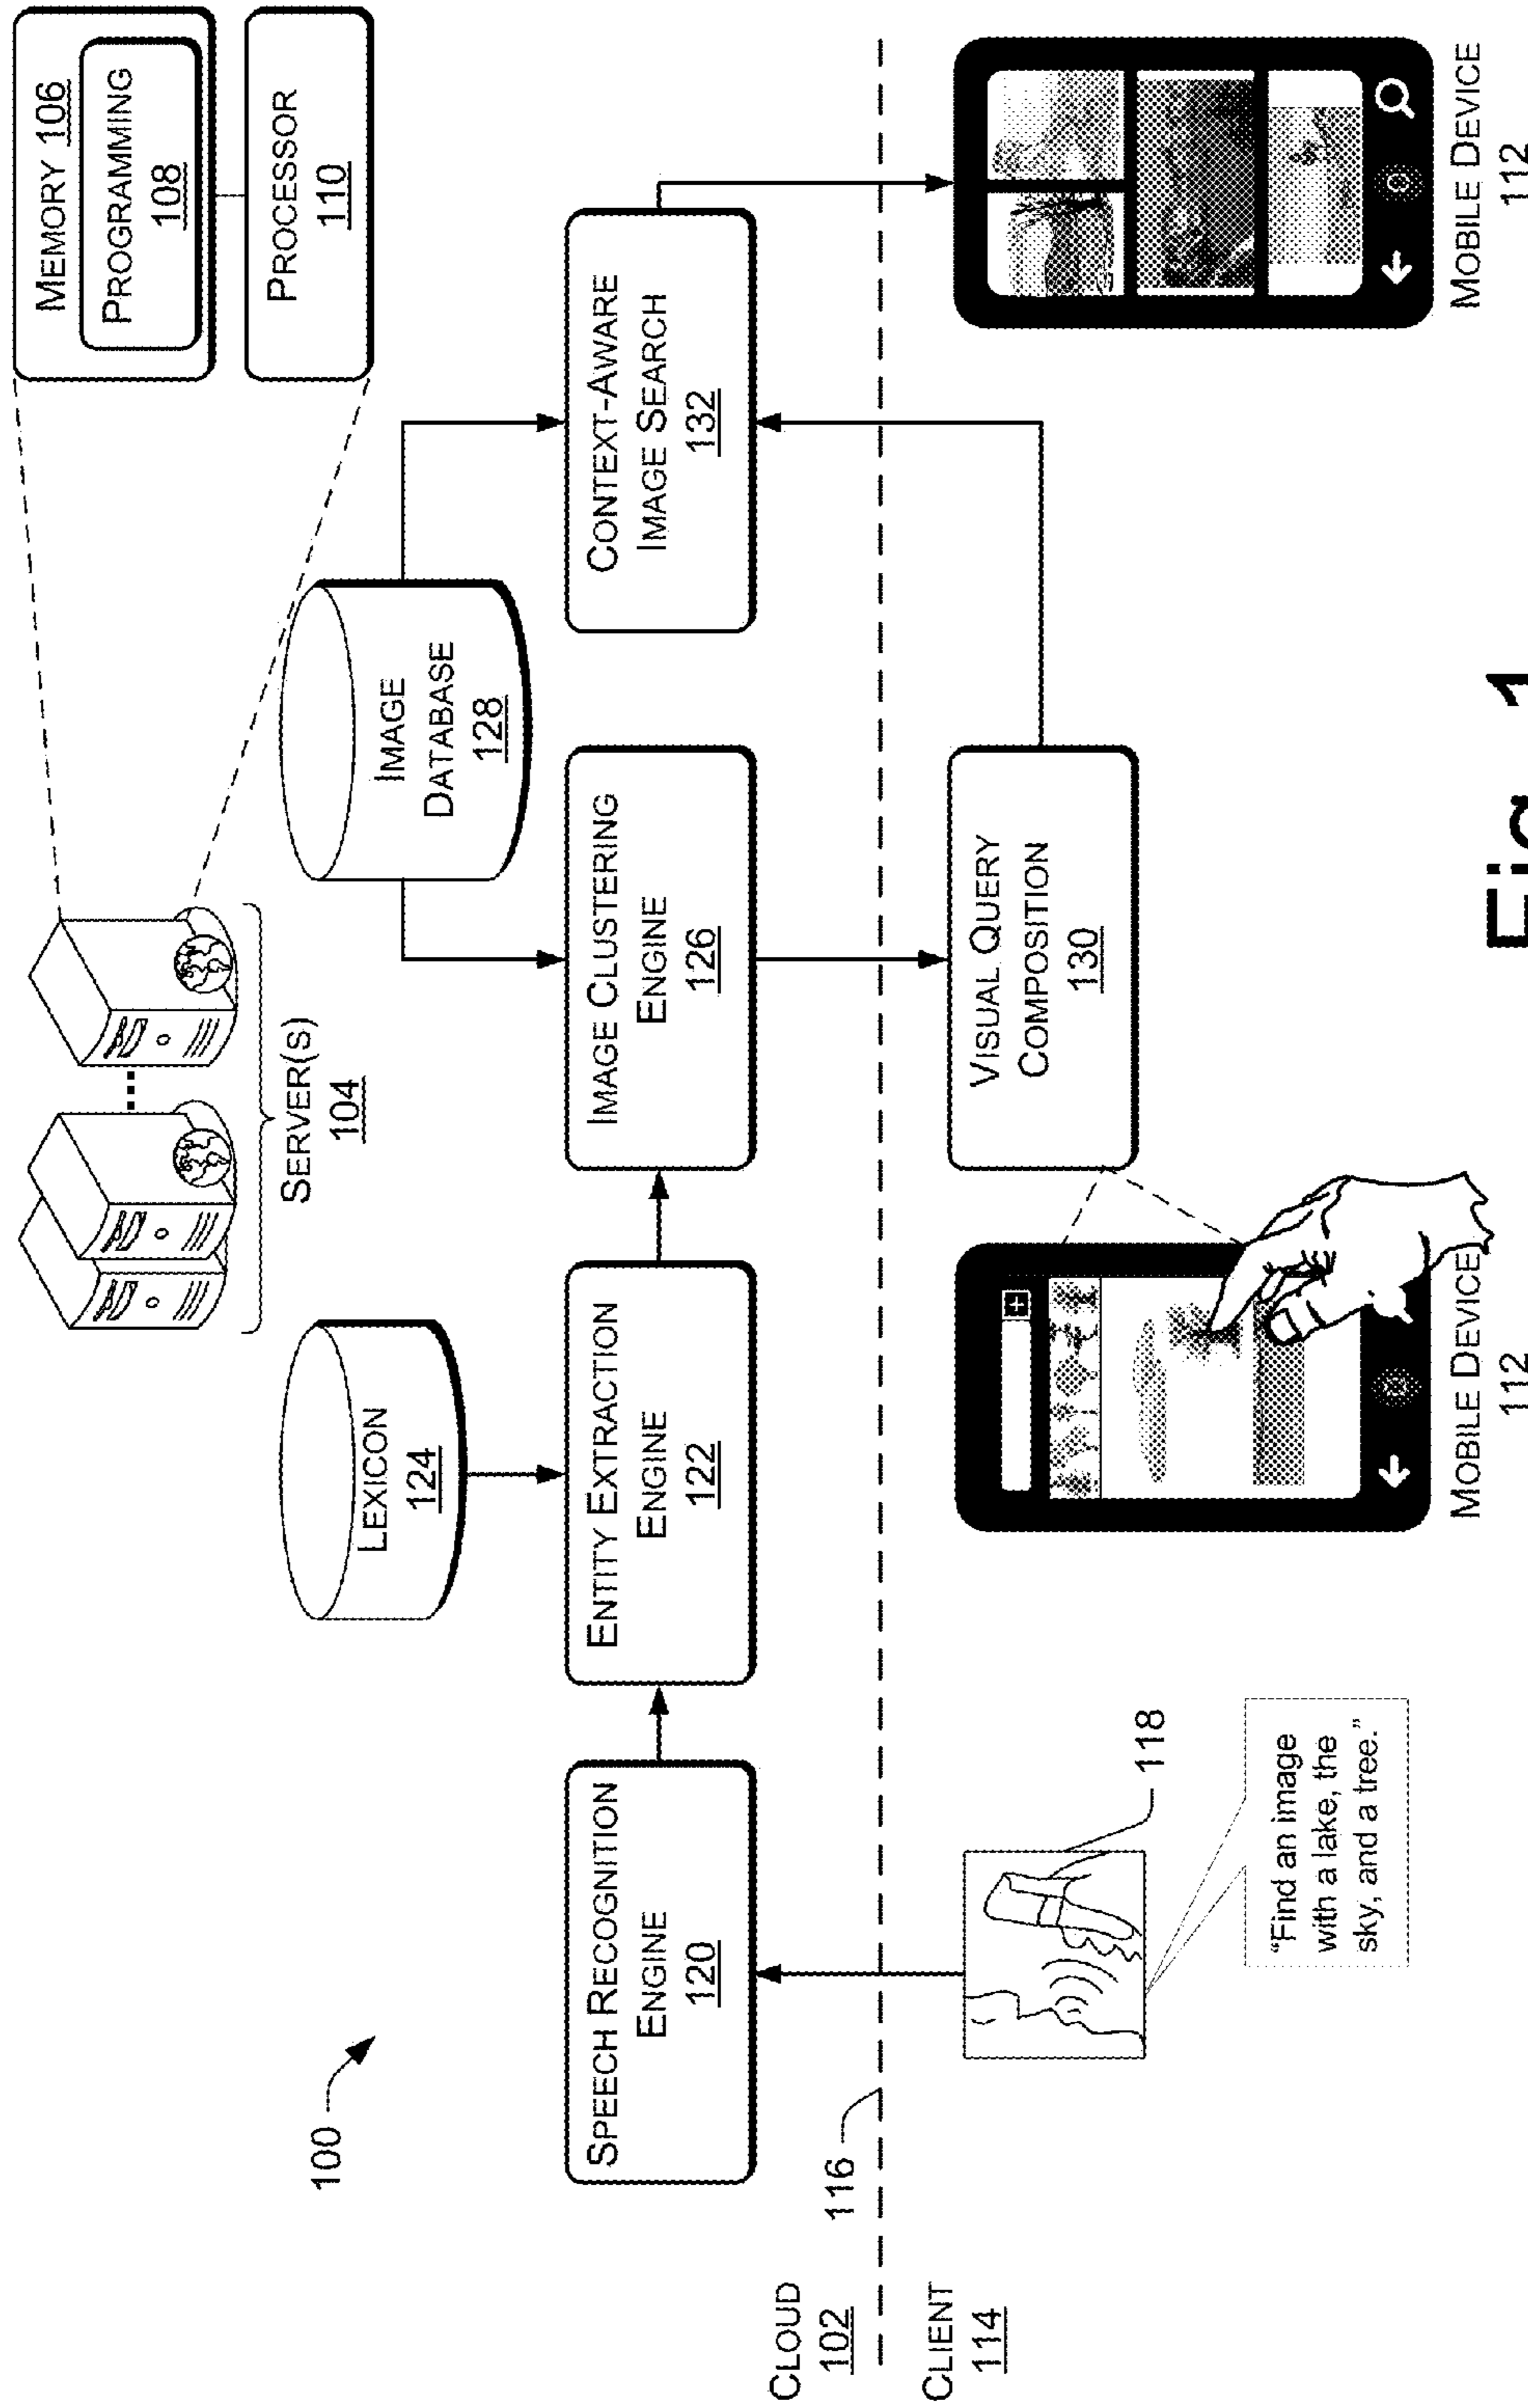 100
SERVER(S)
104
MEMORY 106
PROGRAMMING
108
PROCESSOR
110
LEXICON
124
IMAGE
DATABASE
128
SPEECH RECOGNITION
ENGINE
120
ENTITY EXTRACTION
ENGINE
122
IMAGE CLUSTERING
ENGINE
126
CONTEXT-AWARE
IMAGE SEARCH
132
CLOUD
102
116
CLIENT
114
118
"Find an image
with a lake, the
sky, and a tree."
VISUAL QUERY
COMPOSITION
130
MOBILE DEVICE
112
MOBILE DEVICE
112
Fig. 1